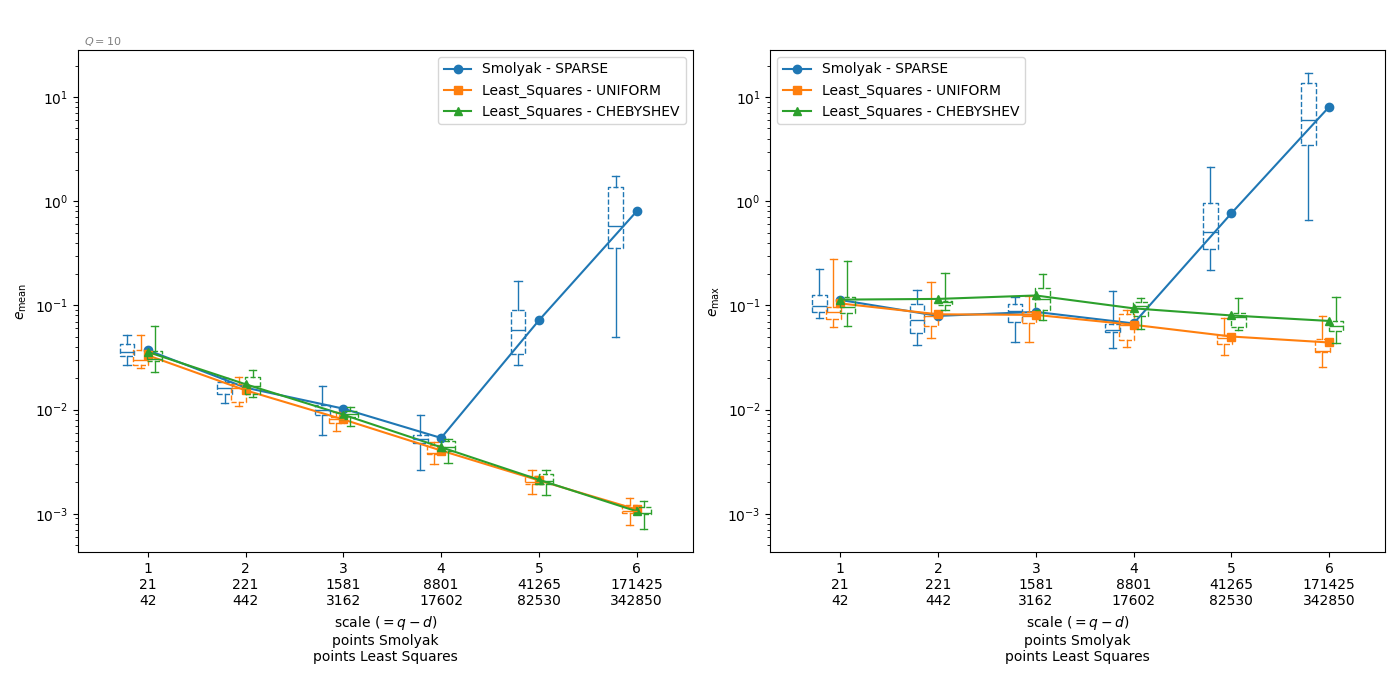 Q = 10
Smolyak - SPARSE
Least_Squares - UNIFORM
Least_Squares - CHEBYSHEV
10¹
10⁰
10⁻¹
10⁻²
10⁻³
e_mean
1 2 3 4 5 6
21 221 1581 8801 41265 171425
42 442 3162 17602 82530 342850
scale (= q − d)
points Smolyak
points Least Squares
Smolyak - SPARSE
Least_Squares - UNIFORM
Least_Squares - CHEBYSHEV
10¹
10⁰
10⁻¹
10⁻²
10⁻³
e_max
1 2 3 4 5 6
21 221 1581 8801 41265 171425
42 442 3162 17602 82530 342850
scale (= q − d)
points Smolyak
points Least Squares